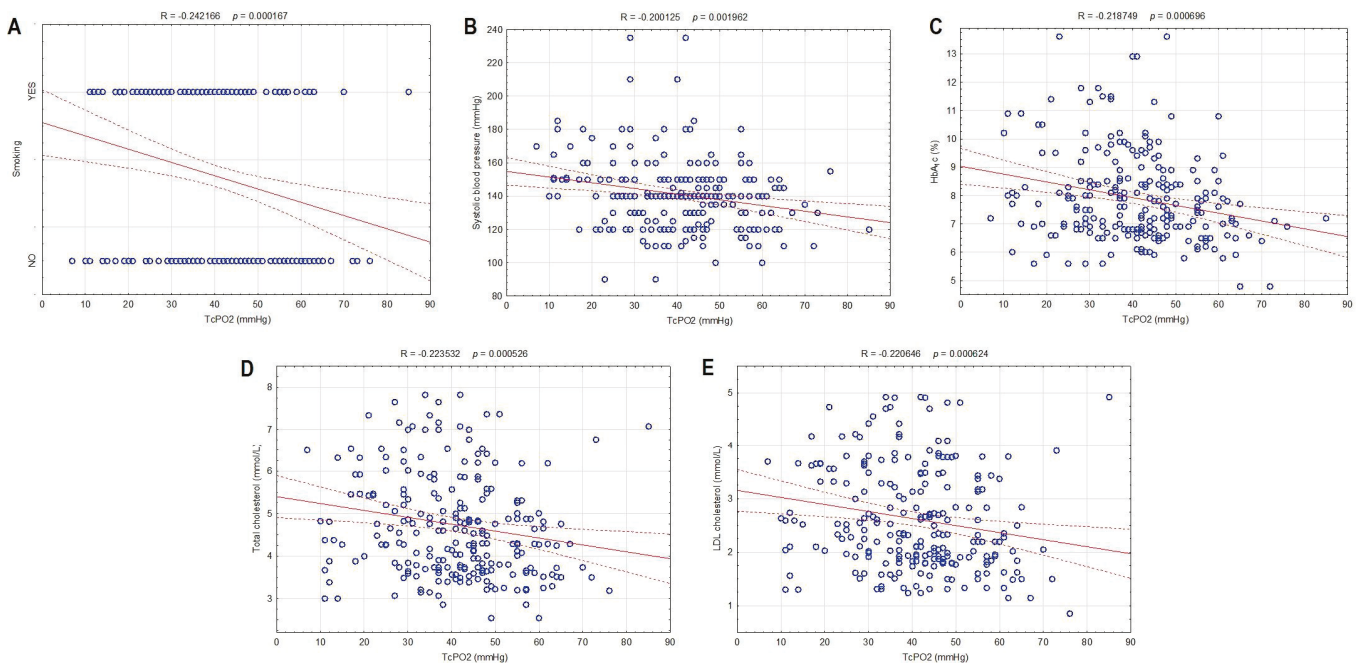 A
R = -0.242166 p = 0.000167
YES
Smoking
NO
0 10 20 30 40 50 60 70 80 90
TcPO2 (mmHg)
B
R = -0.200125 p = 0.001962
240
220
200
180
160
140
120
100
80
Systolic blood pressure (mmHg)
0 10 20 30 40 50 60 70 80 90
TcPO2 (mmHg)
C
R = -0.218749 p = 0.000696
13
12
11
10
9
8
7
6
5
HbA1c (%)
0 10 20 30 40 50 60 70 80 90
TcPO2 (mmHg)
D
R = -0.223532 p = 0.000526
8
7
6
5
4
3
Total cholesterol (mmol/L;
0 10 20 30 40 50 60 70 80 90
TcPO2 (mmHg)
E
R = -0.220646 p = 0.000624
5
4
3
2
1
LDL cholesterol (mmol/L)
0 10 20 30 40 50 60 70 80 90
TcPO2 (mmHg)